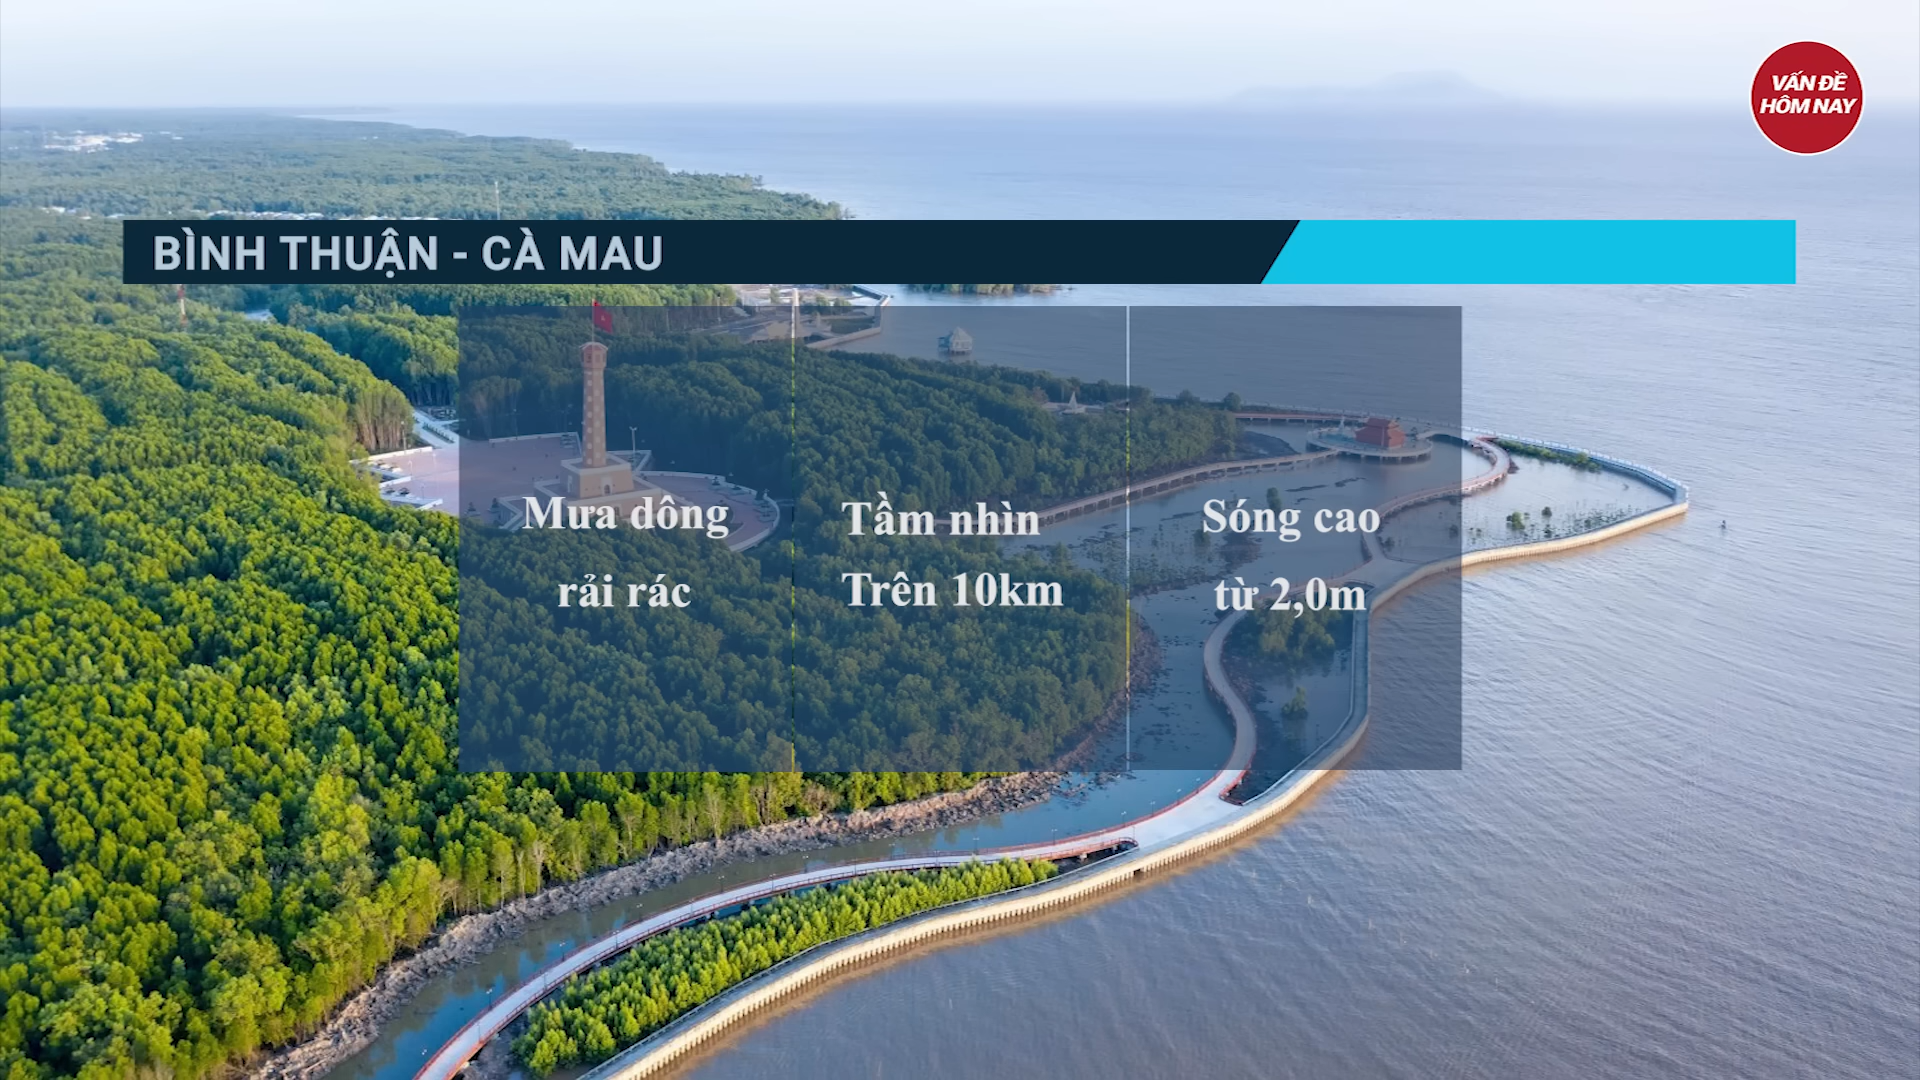 VẤN ĐỀ
HÔM NAY
BÌNH THUẬN - CÀ MAU
Mưa dông
rải rác
Tầm nhìn
Trên 10km
Sóng cao
từ 2,0m